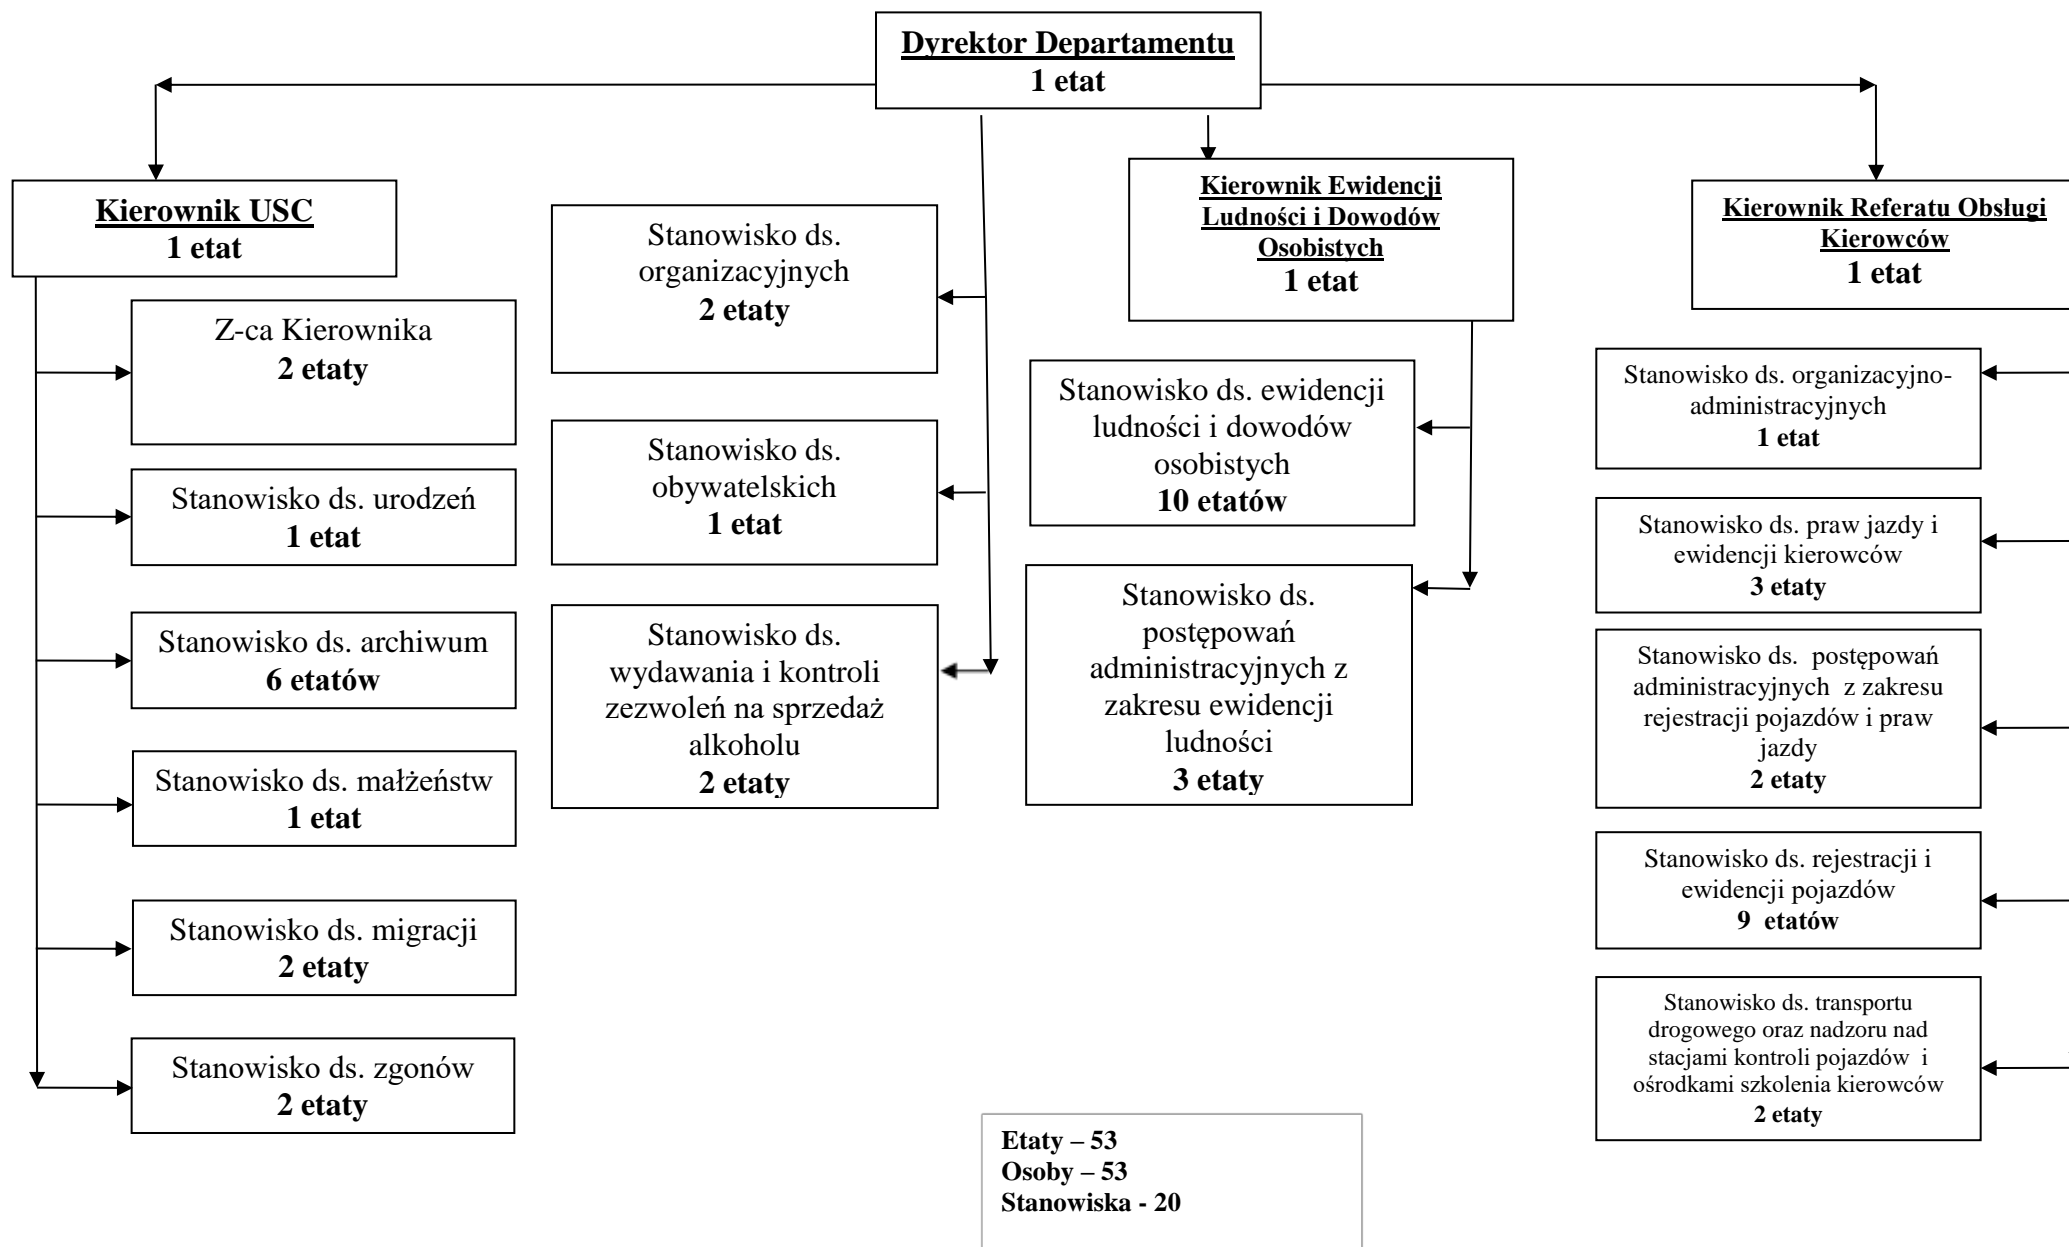 Dyrektor Departamentu
1 etat
Kierownik USC
1 etat
Z-ca Kierownika
2 etaty
Stanowisko ds. urodzeń
1 etat
Stanowisko ds. archiwum
6 etatów
Stanowisko ds. małżeństw
1 etat
Stanowisko ds. migracji
2 etaty
Stanowisko ds. zgonów
2 etaty
Stanowisko ds.
organizacyjnych
2 etaty
Stanowisko ds.
obywatelskich
1 etat
Stanowisko ds.
wydawania i kontroli
zezwoleń na sprzedaż
alkoholu
2 etaty
Kierownik Ewidencji
Ludności i Dowodów
Osobistych
1 etat
Stanowisko ds. ewidencji
ludności i dowodów
osobistych
10 etatów
Stanowisko ds.
postępowań
administracyjnych z
zakresu ewidencji
ludności
3 etaty
Kierownik Referatu Obsługi
Kierowców
1 etat
Stanowisko ds. organizacyjno-
administracyjnych
1 etat
Stanowisko ds. praw jazdy i
ewidencji kierowców
3 etaty
Stanowisko ds. postępowań
administracyjnych z zakresu
rejestracji pojazdów i praw
jazdy
2 etaty
Stanowisko ds. rejestracji i
ewidencji pojazdów
9 etatów
Stanowisko ds. transportu
drogowego oraz nadzoru nad
stacjami kontroli pojazdów i
ośrodkami szkolenia kierowców
2 etaty
Etaty – 53
Osoby – 53
Stanowiska - 20